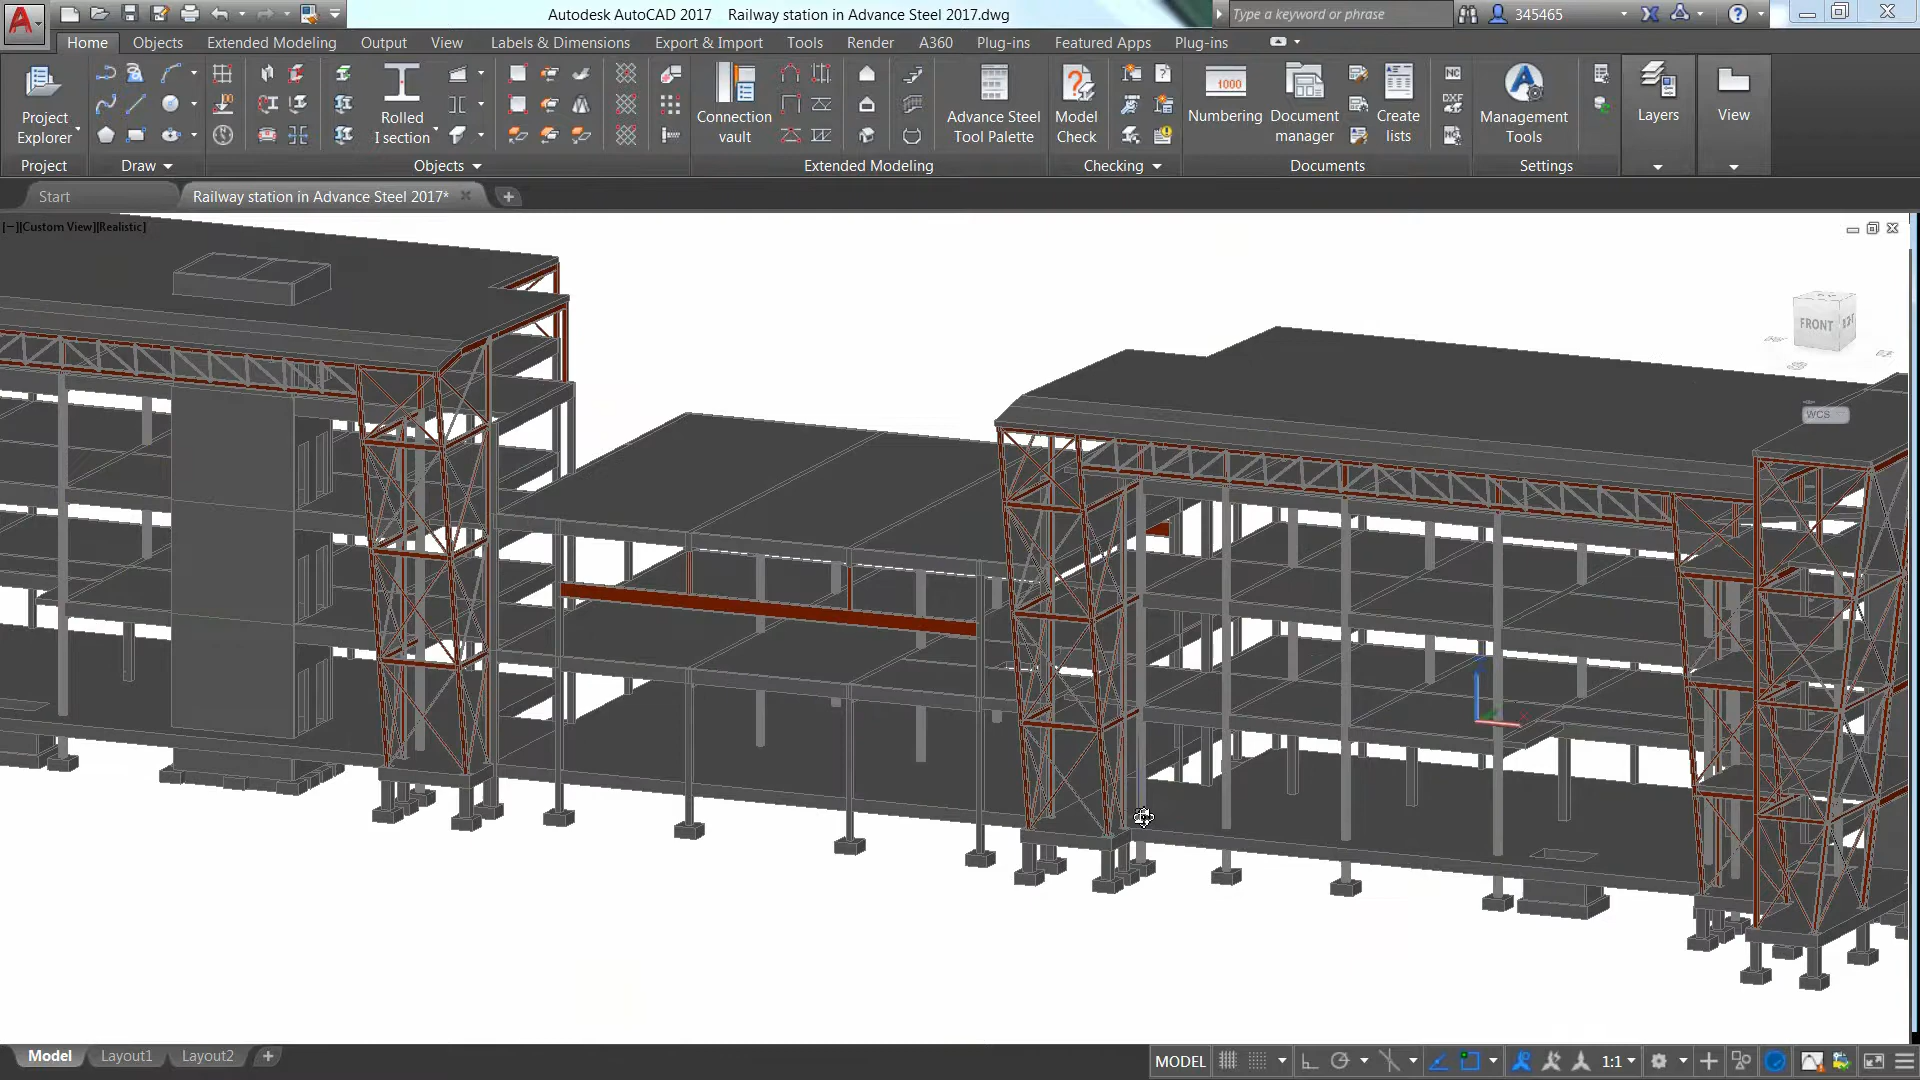 Autodesk AutoCAD 2017 Railway station in Advance Steel 2017.dwg
Type a keyword or phrase
345465
Home Objects Extended Modeling Output View Labels & Dimensions Export & Import Tools Render A360 Plug-ins Featured Apps Plug-ins
Project Explorer
Rolled I section
Connection vault
Advance Steel Tool Palette
Model Check
1000
Numbering
Document manager
Create lists
NC
DXF
NC
Management Tools
Layers
View
Project Draw Objects Extended Modeling Checking Documents Settings
Start Railway station in Advance Steel 2017*
[−][Custom View][Realistic]
FRONT
WCS
Model Layout1 Layout2
MODEL
1:1